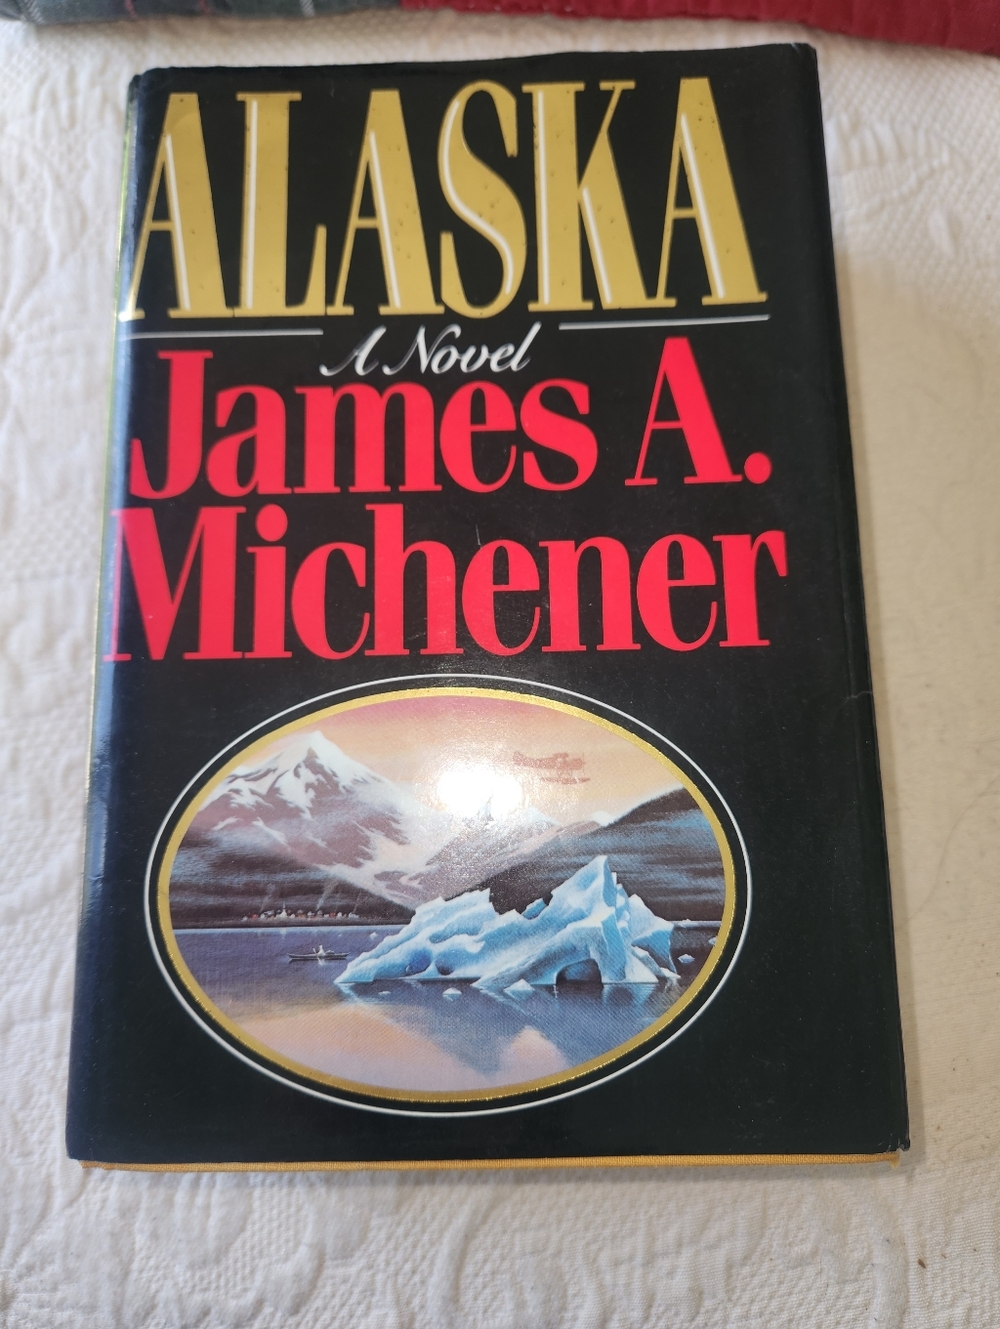 ALASKA
A Novel
James A.
Michener